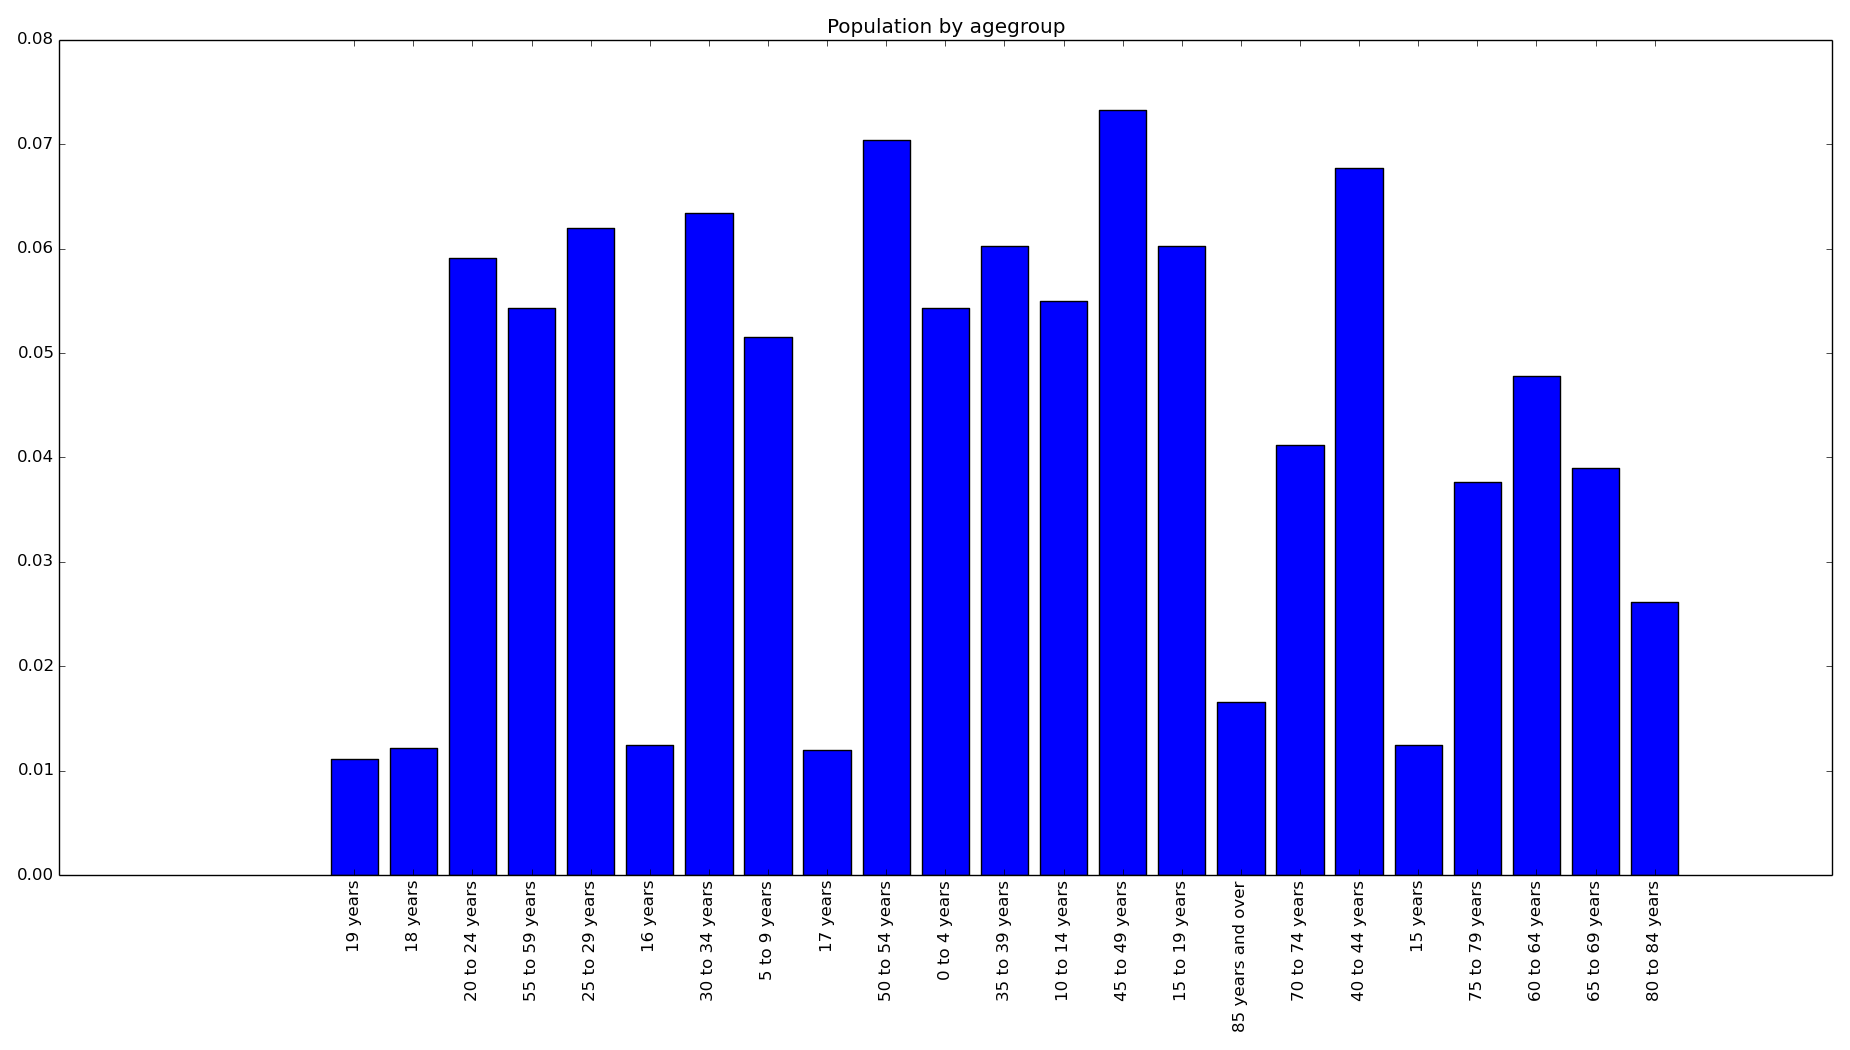 Population by agegroup
0.08
0.07
0.06
0.05
0.04
0.03
0.02
0.01
0.00
19 years
18 years
20 to 24 years
55 to 59 years
25 to 29 years
16 years
30 to 34 years
5 to 9 years
17 years
50 to 54 years
0 to 4 years
35 to 39 years
10 to 14 years
45 to 49 years
15 to 19 years
85 years and over
70 to 74 years
40 to 44 years
15 years
75 to 79 years
60 to 64 years
65 to 69 years
80 to 84 years